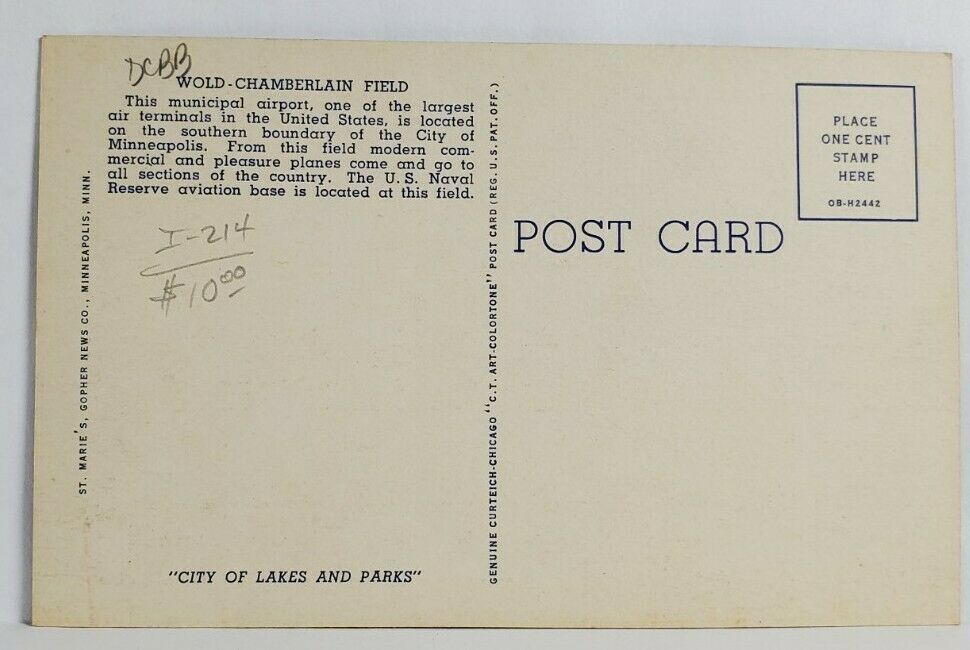 DCBB
WOLD-CHAMBERLAIN FIELD
This municipal airport, one of the largest
air terminals in the United States, is located
on the southern boundary of the City of
Minneapolis. From this field modern com-
mercial and pleasure planes come and go to
all sections of the country. The U.S. Naval
Reserve aviation base is located at this field.
I-214
$10.00
ST. MARIE'S, GOPHER NEWS CO., MINNEAPOLIS, MINN.
"CITY OF LAKES AND PARKS"
GENUINE CURTEICH-CHICAGO "C.T. ART-COLORTONE" POST CARD (REG. U.S. PAT. OFF.)
POST CARD
PLACE
ONE CENT
STAMP
HERE
OB-H2442